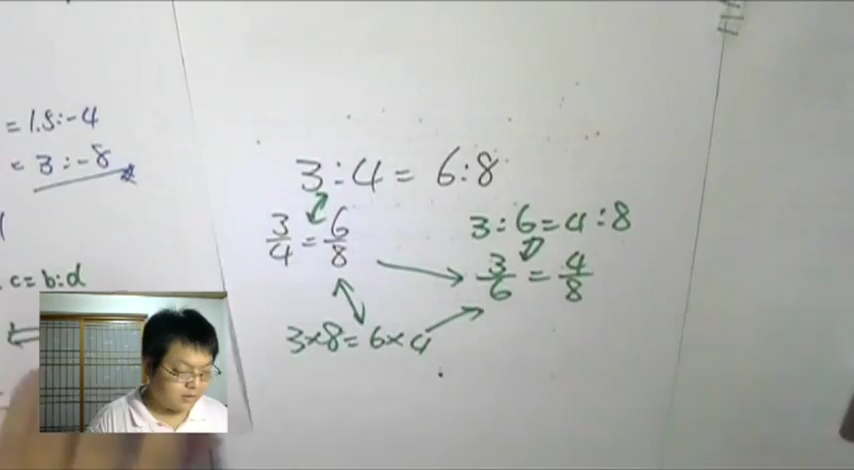 = 1.5:-4
= 3:-8
3:4 = 6:8
3/4 = 6/8
3:6=4:8
3/6 = 4/8
c=b:d
3×8=6×4